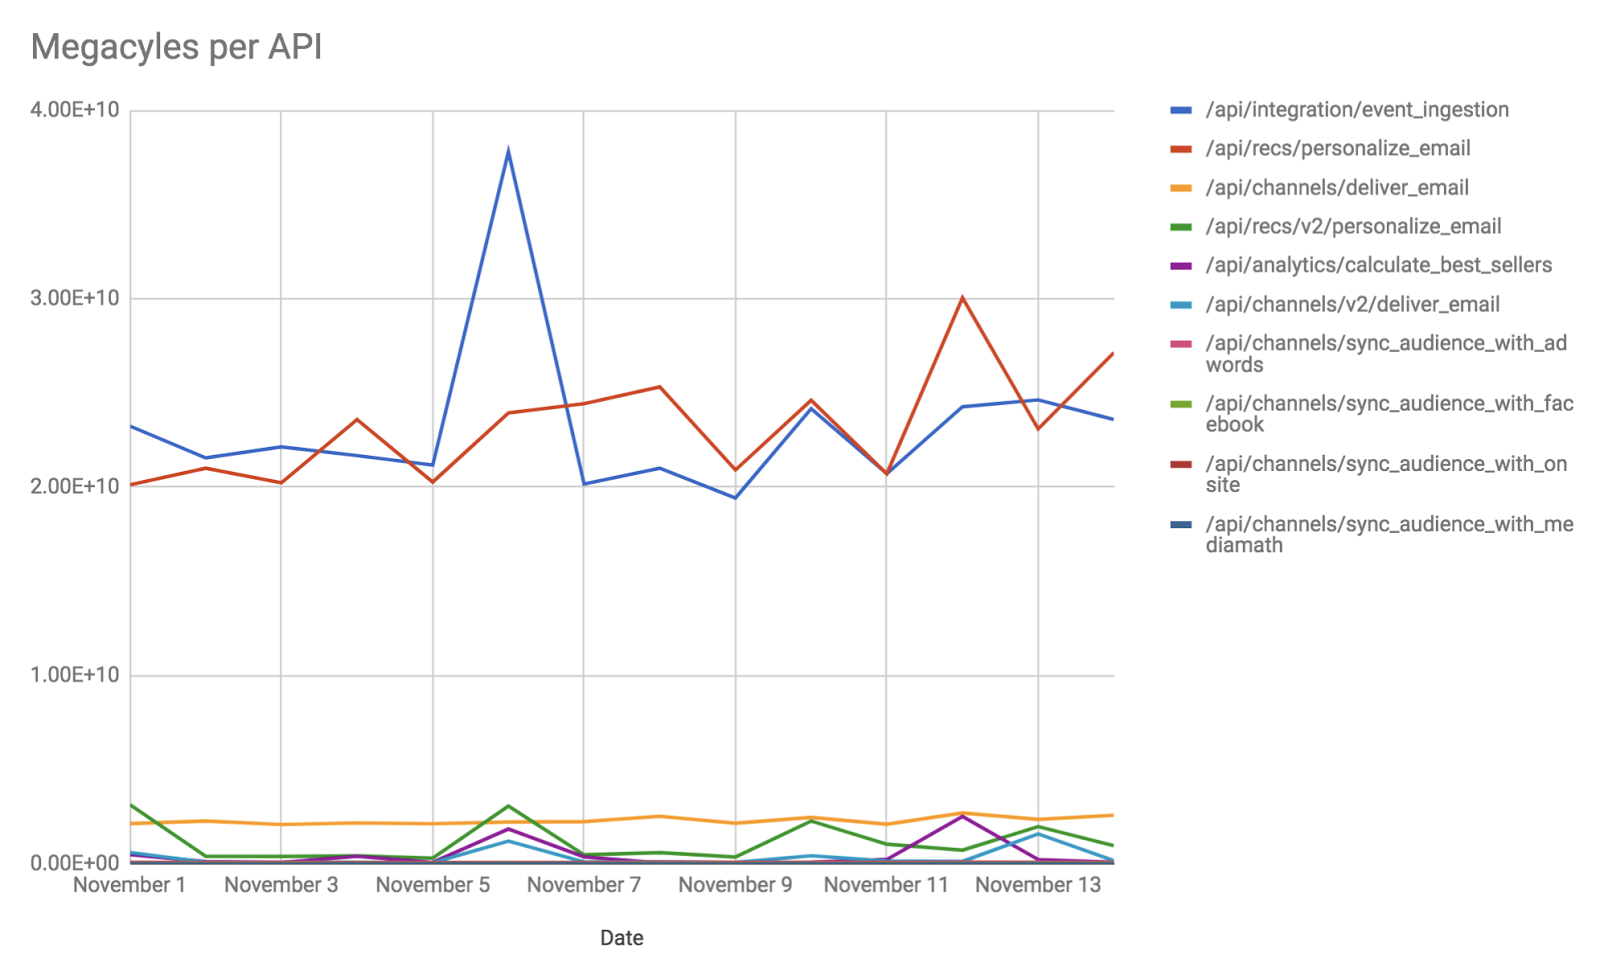 Megacyles per API
4.00E+10
3.00E+10
2.00E+10
1.00E+10
0.00E+00
November 1
November 3
November 5
November 7
November 9
November 11
November 13
Date
/api/integration/event_ingestion
/api/recs/personalize_email
/api/channels/deliver_email
/api/recs/v2/personalize_email
/api/analytics/calculate_best_sellers
/api/channels/v2/deliver_email
/api/channels/sync_audience_with_ad
words
/api/channels/sync_audience_with_fac
ebook
/api/channels/sync_audience_with_on
site
/api/channels/sync_audience_with_me
diamath